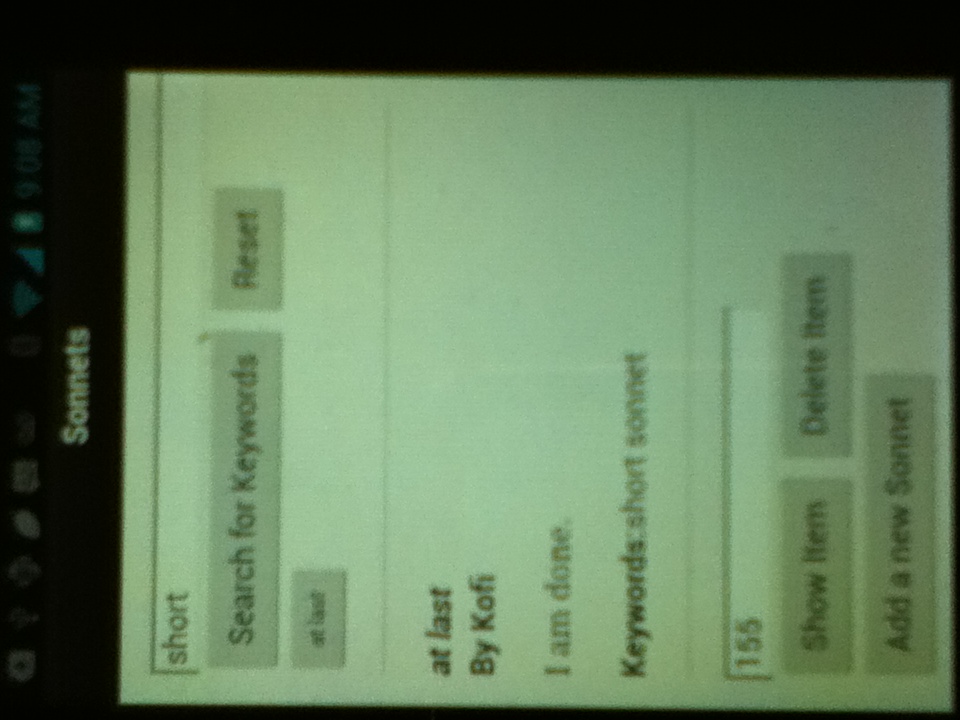 9:08 AM
Sonnets
short
Search for Keywords Reset
at last
at last
By Kofi
I am done.
Keywords:short sonnet
155
Show Item Delete Item
Add a new Sonnet